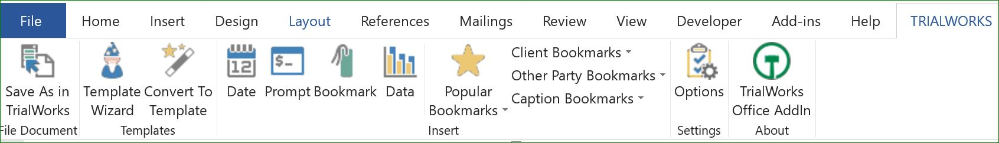 File Home Insert Design Layout References Mailings Review View Developer Add-ins Help TRIALWORKS
12
$-
Save As in TrialWorks
File Document
Template Wizard
Convert To Template
Templates
Date
Prompt
Bookmark
Data
Popular Bookmarks
Client Bookmarks
Other Party Bookmarks
Caption Bookmarks
Insert
Options
Settings
TrialWorks Office AddIn
About